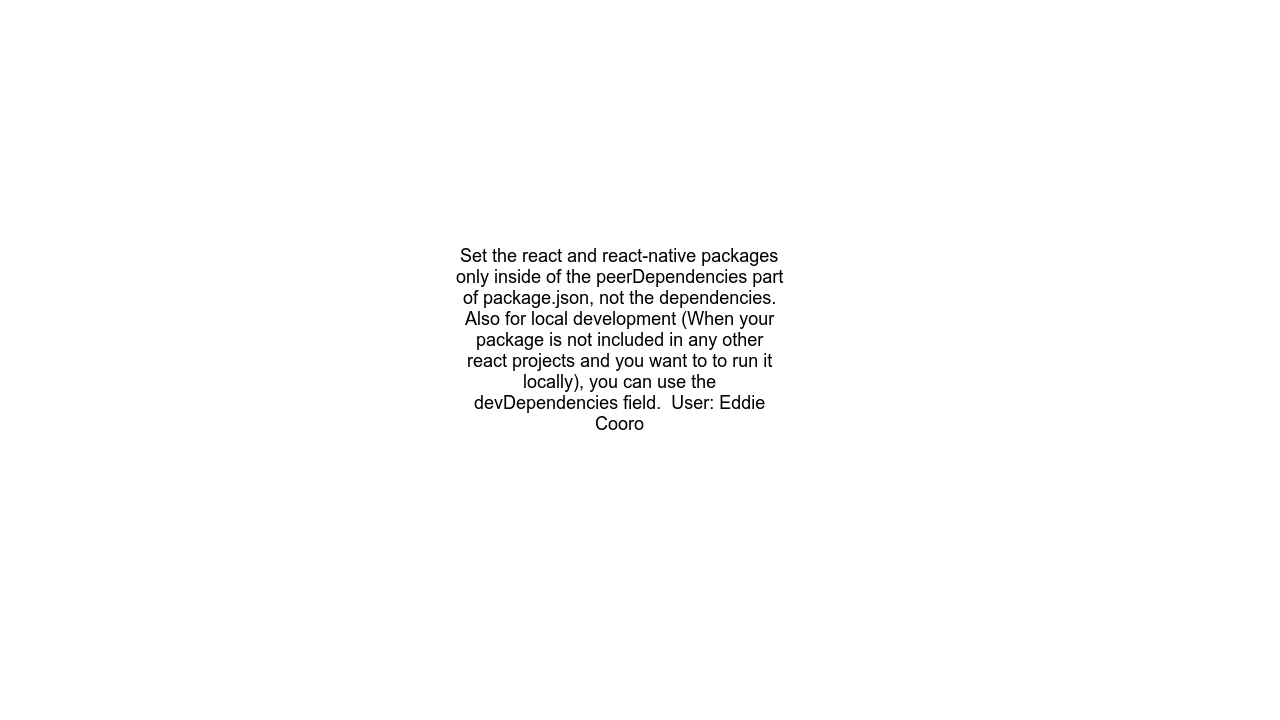 Set the react and react-native packages
only inside of the peerDependencies part
of package.json, not the dependencies.
Also for local development (When your
package is not included in any other
react projects and you want to to run it
locally), you can use the
devDependencies field.  User: Eddie
Cooro